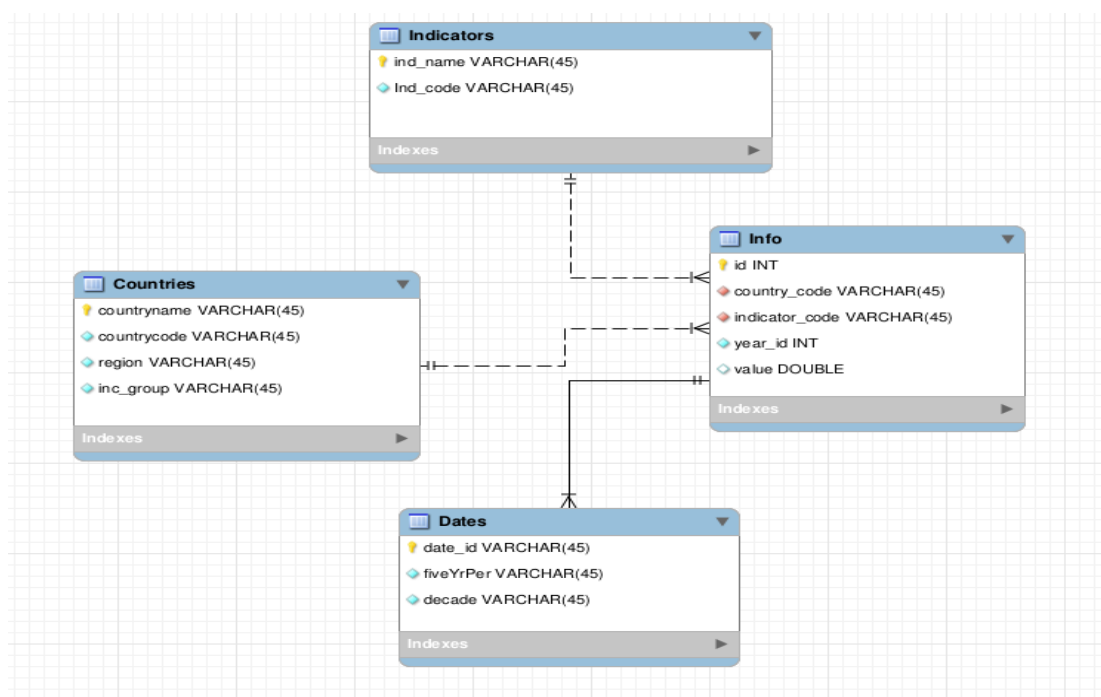 Indicators
ind_name VARCHAR(45)
Ind_code VARCHAR(45)
Indexes
Info
id INT
country_code VARCHAR(45)
indicator_code VARCHAR(45)
year_id INT
value DOUBLE
Indexes
Countries
countryname VARCHAR(45)
countrycode VARCHAR(45)
region VARCHAR(45)
inc_group VARCHAR(45)
Indexes
Dates
date_id VARCHAR(45)
fiveYrPer VARCHAR(45)
decade VARCHAR(45)
Indexes